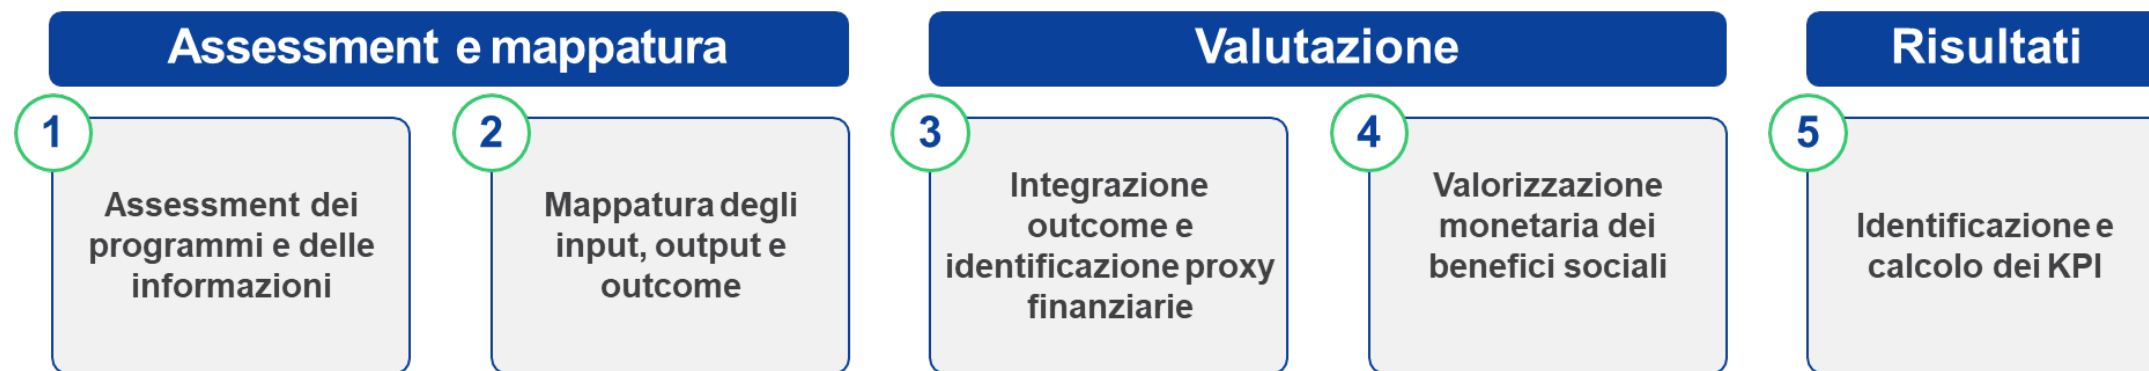 Assessment e mappatura
Valutazione
Risultati
1
Assessment dei
programmi e delle
informazioni
2
Mappatura degli
input, output e
outcome
3
Integrazione
outcome e
identificazione proxy
finanziarie
4
Valorizzazione
monetaria dei
benefici sociali
5
Identificazione e
calcolo dei KPI